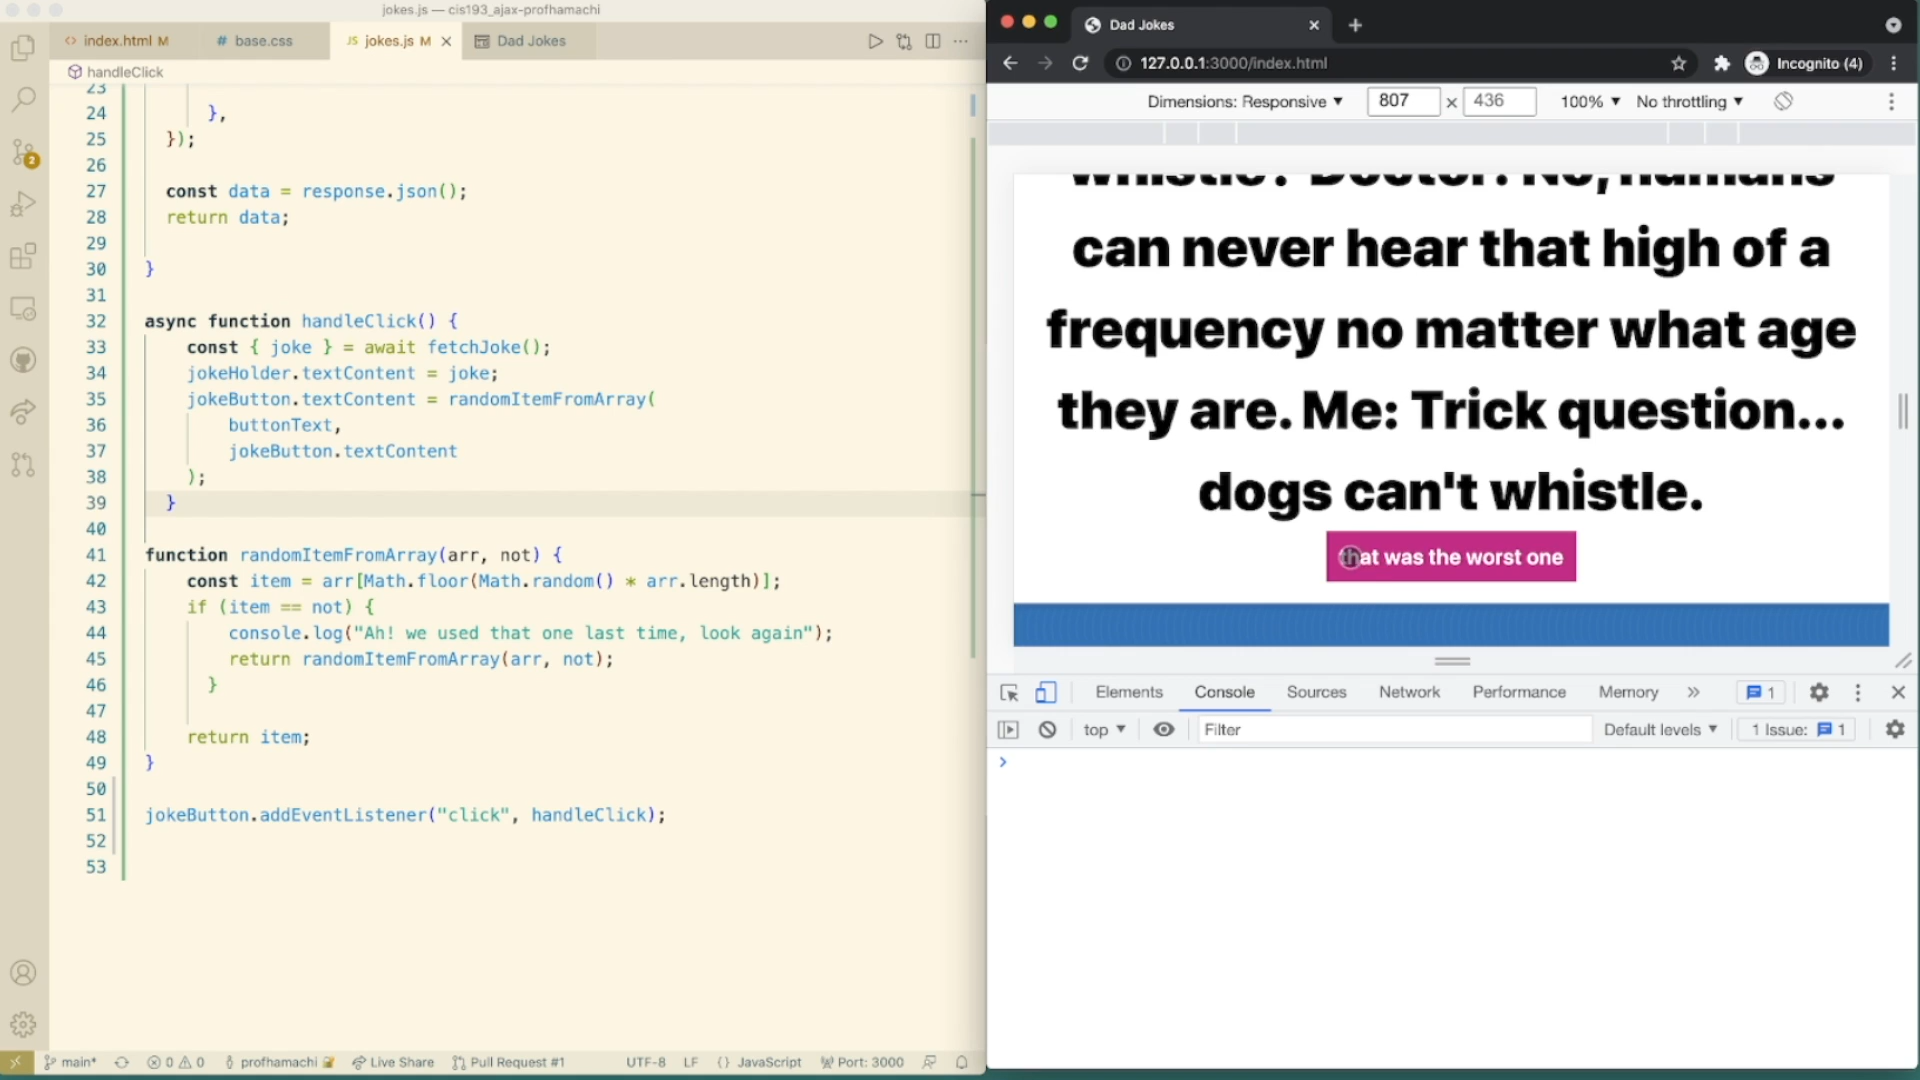 jokes.js — cis193_ajax-profhamachi
index.html M
# base.css
JS jokes.js M
Dad Jokes
handleClick
23
24 },
25 });
26
27 const data = response.json();
28 return data;
29
30 }
31
32 async function handleClick() {
33 const { joke } = await fetchJoke();
34 jokeHolder.textContent = joke;
35 jokeButton.textContent = randomItemFromArray(
36 buttonText,
37 jokeButton.textContent
38 );
39 }
40
41 function randomItemFromArray(arr, not) {
42 const item = arr[Math.floor(Math.random() * arr.length)];
43 if (item == not) {
44 console.log("Ah! we used that one last time, look again");
45 return randomItemFromArray(arr, not);
46 }
47
48 return item;
49 }
50
51 jokeButton.addEventListener("click", handleClick);
52
53
2
main*
0 0
profhamachi
Live Share
Pull Request #1
UTF-8
LF
{} JavaScript
Port: 3000
Dad Jokes
127.0.0.1:3000/index.html
Incognito (4)
Dimensions: Responsive
807 × 436
100%
No throttling
whistle? Doctor: No, humans
can never hear that high of a
frequency no matter what age
they are. Me: Trick question...
dogs can't whistle.
that was the worst one
Elements
Console
Sources
Network
Performance
Memory
1
top
Filter
Default levels
1 Issue: 1